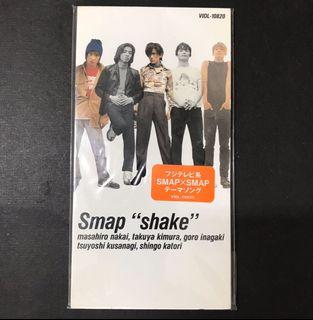 VIDL-10820
フジテレビ系
SMAP×SMAP
テーマソング
Smap “shake”
masahiro nakai, takuya kimura, goro inagaki
tsuyoshi kusanagi, shingo katori